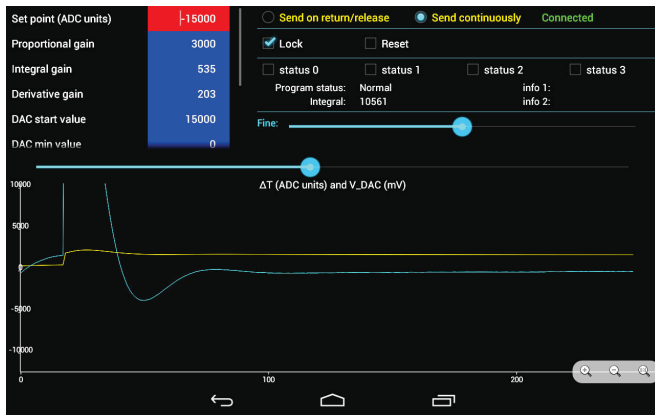 Set point (ADC units) -15000
Proportional gain 3000
Integral gain 535
Derivative gain 203
DAC start value 15000
DAC min value 0
Send on return/release Send continuously Connected
Lock Reset
status 0 status 1 status 2 status 3
Program status: Normal info 1:
Integral: 10561 info 2:
Fine:
ΔT (ADC units) and V_DAC (mV)
10000
5000
0
-5000
-10000
0 100 200